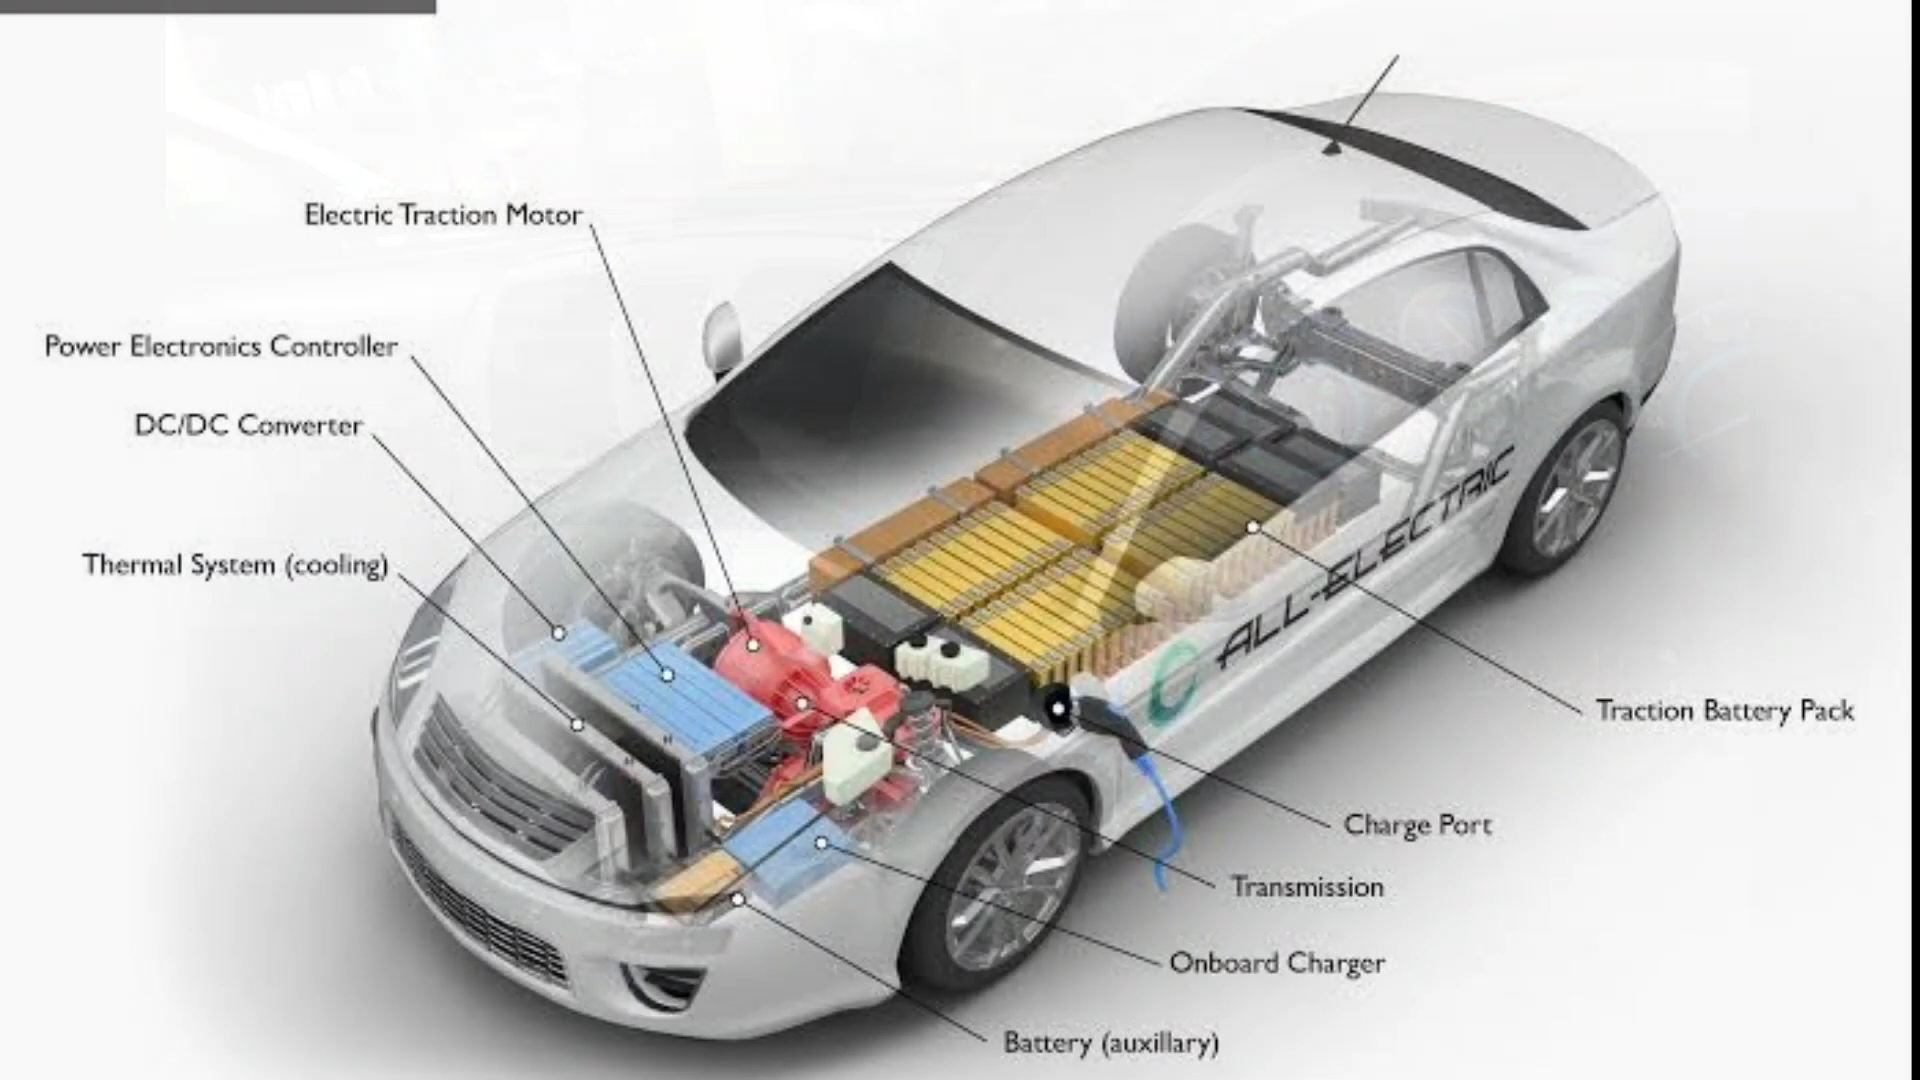 Electric Traction Motor
Power Electronics Controller
DC/DC Converter
Thermal System (cooling)
ALL-ELECTRIC
Traction Battery Pack
Charge Port
Transmission
Onboard Charger
Battery (auxillary)